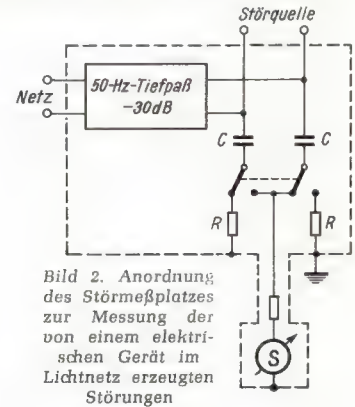 Störquelle
Netz
50-Hz-Tiefpaß
-30dB
C
C
R
R
S
Bild 2. Anordnung
des Störmeßplatzes
zur Messung der
von einem elektri-
schen Gerät im
Lichtnetz erzeugten
Störungen